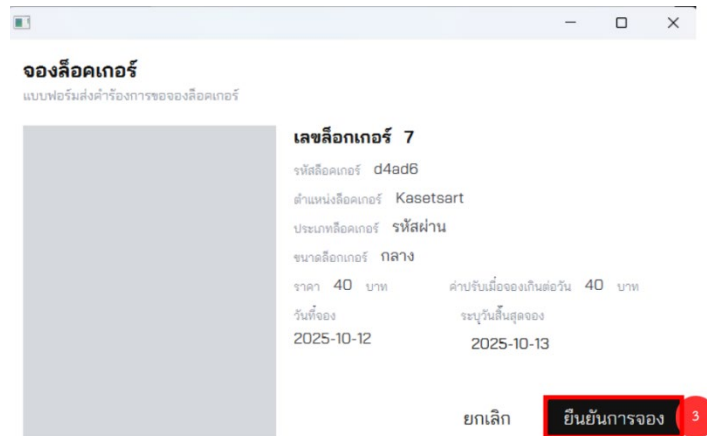 จองล็อคเกอร์
แบบฟอร์มส่งคำร้องการขอจองล็อคเกอร์
เลขล็อกเกอร์ 7
รหัสล็อคเกอร์ d4ad6
ตำแหน่งล็อคเกอร์ Kasetsart
ประเภทล็อคเกอร์ รหัสผ่าน
ขนาดล็อกเกอร์ กลาง
ราคา 40 บาท ค่าปรับเมื่อจองเกินต่อวัน 40 บาท
วันที่จอง ระบุวันสิ้นสุดจอง
2025-10-12 2025-10-13
ยกเลิก ยืนยันการจอง 3